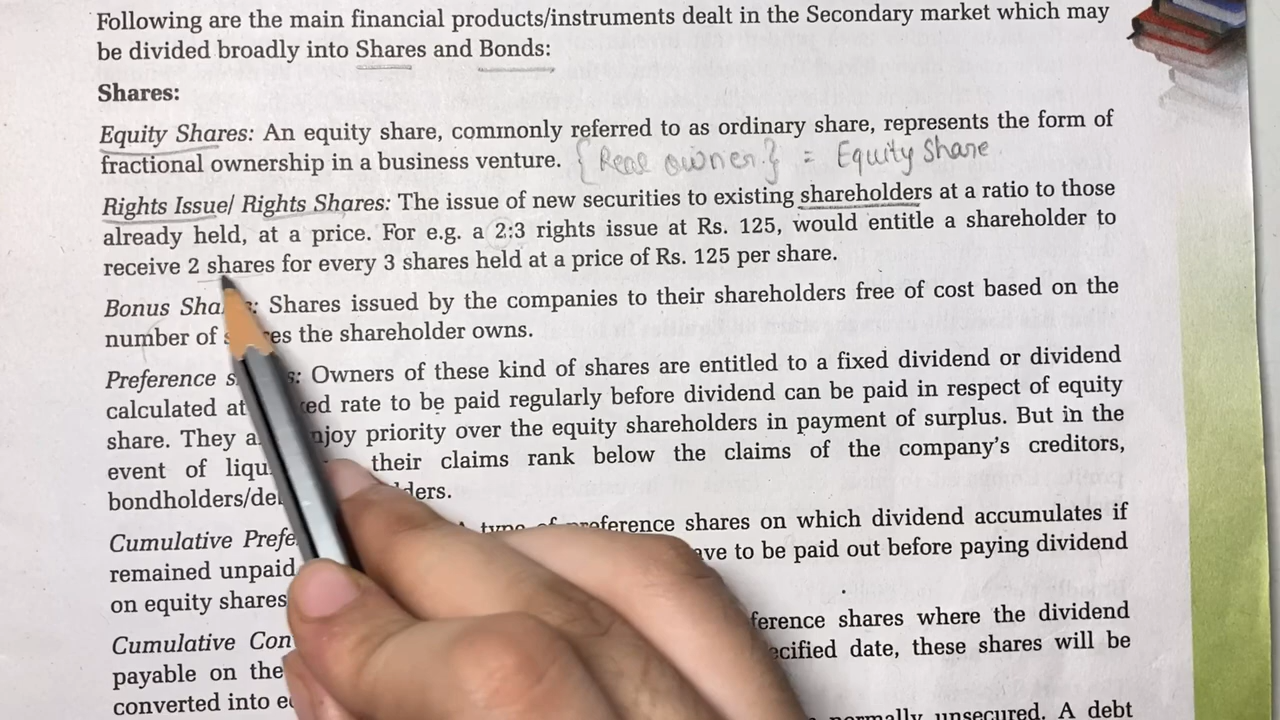 Following are the main financial products/instruments dealt in the Secondary market which may
be divided broadly into Shares and Bonds:
Shares:
Equity Shares: An equity share, commonly referred to as ordinary share, represents the form of
fractional ownership in a business venture. {Real owner} = Equity Share
Rights Issue/ Rights Shares: The issue of new securities to existing shareholders at a ratio to those
already held, at a price. For e.g. a 2:3 rights issue at Rs. 125, would entitle a shareholder to
receive 2 shares for every 3 shares held at a price of Rs. 125 per share.
Bonus Sha : Shares issued by the companies to their shareholders free of cost based on the
number of s es the shareholder owns.
Preference s s: Owners of these kind of shares are entitled to a fixed dividend or dividend
calculated at ed rate to be paid regularly before dividend can be paid in respect of equity
share. They a njoy priority over the equity shareholders in payment of surplus. But in the
event of liqu their claims rank below the claims of the company's creditors,
bondholders/de ders.
Cumulative Prefe A type of preference shares on which dividend accumulates if
remained unpaid ave to be paid out before paying dividend
on equity shares
Cumulative Con ference shares where the dividend
payable on the ecified date, these shares will be
converted into e
normally unsecured. A debt